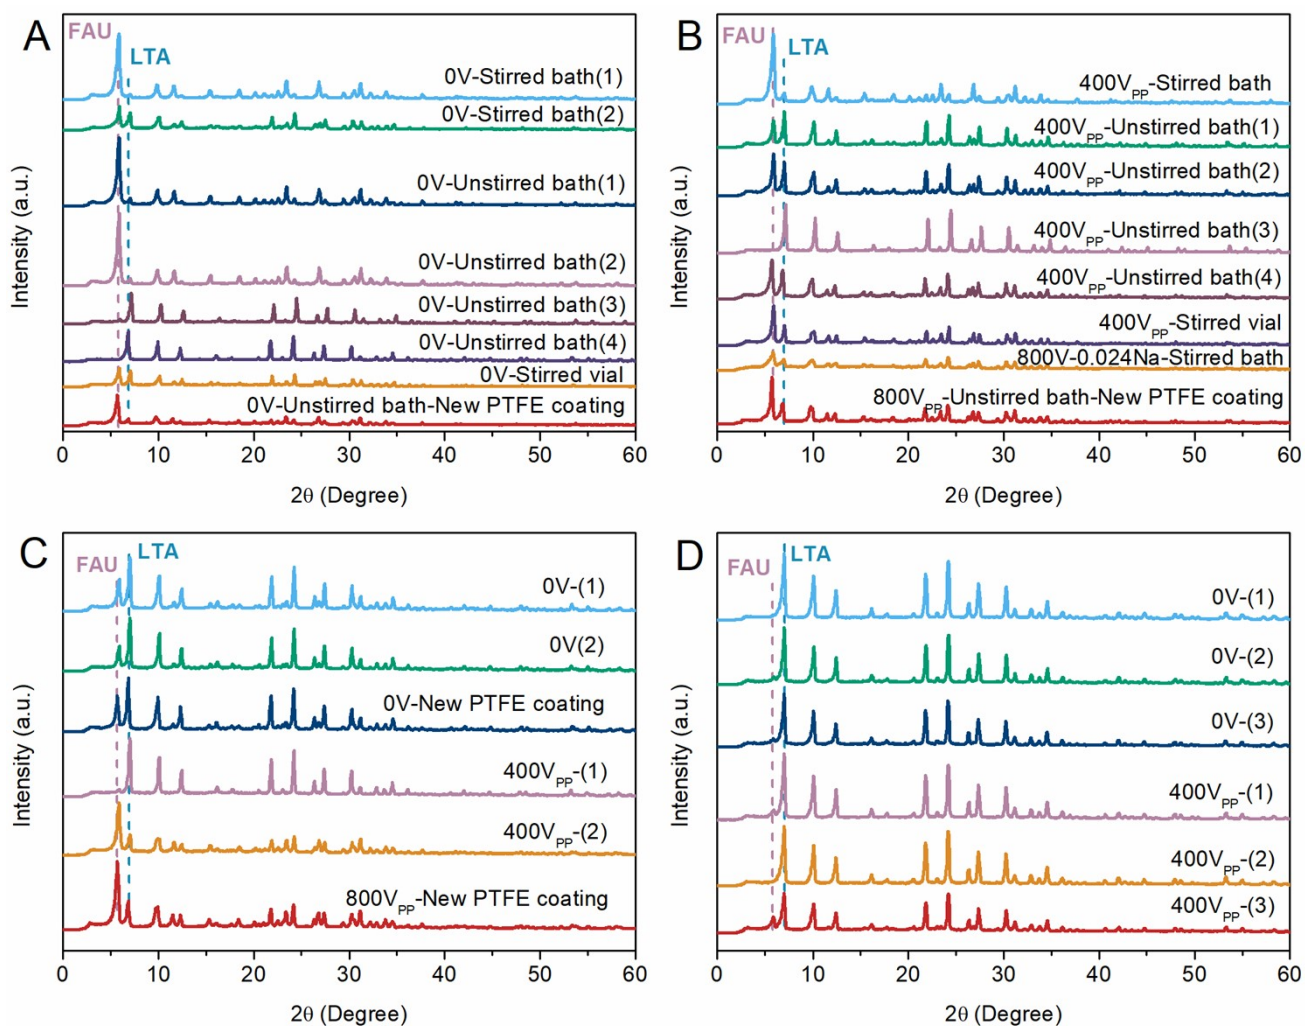 A
FAU
LTA
0V-Stirred bath(1)
0V-Stirred bath(2)
0V-Unstirred bath(1)
0V-Unstirred bath(2)
0V-Unstirred bath(3)
0V-Unstirred bath(4)
0V-Stirred vial
0V-Unstirred bath-New PTFE coating
Intensity (a.u.)
0 10 20 30 40 50 60
2θ (Degree)
B
FAU
LTA
400VPP-Stirred bath
400VPP-Unstirred bath(1)
400VPP-Unstirred bath(2)
400VPP-Unstirred bath(3)
400VPP-Unstirred bath(4)
400VPP-Stirred vial
800V-0.024Na-Stirred bath
800VPP-Unstirred bath-New PTFE coating
Intensity (a.u.)
0 10 20 30 40 50 60
2θ (Degree)
C
FAU
LTA
0V-(1)
0V(2)
0V-New PTFE coating
400VPP-(1)
400VPP-(2)
800VPP-New PTFE coating
Intensity (a.u.)
0 10 20 30 40 50 60
2θ (Degree)
D
FAU
LTA
0V-(1)
0V-(2)
0V-(3)
400VPP-(1)
400VPP-(2)
400VPP-(3)
Intensity (a.u.)
0 10 20 30 40 50 60
2θ (Degree)